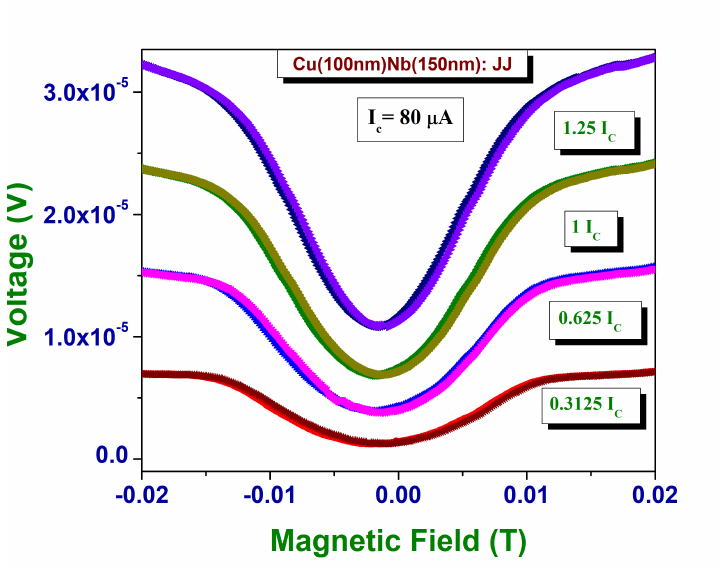 Cu(100nm)Nb(150nm): JJ
I_c= 80 μA
3.0x10^-5
2.0x10^-5
1.0x10^-5
0.0
Voltage (V)
1.25 I_C
1 I_C
0.625 I_C
0.3125 I_C
-0.02 -0.01 0.00 0.01 0.02
Magnetic Field (T)